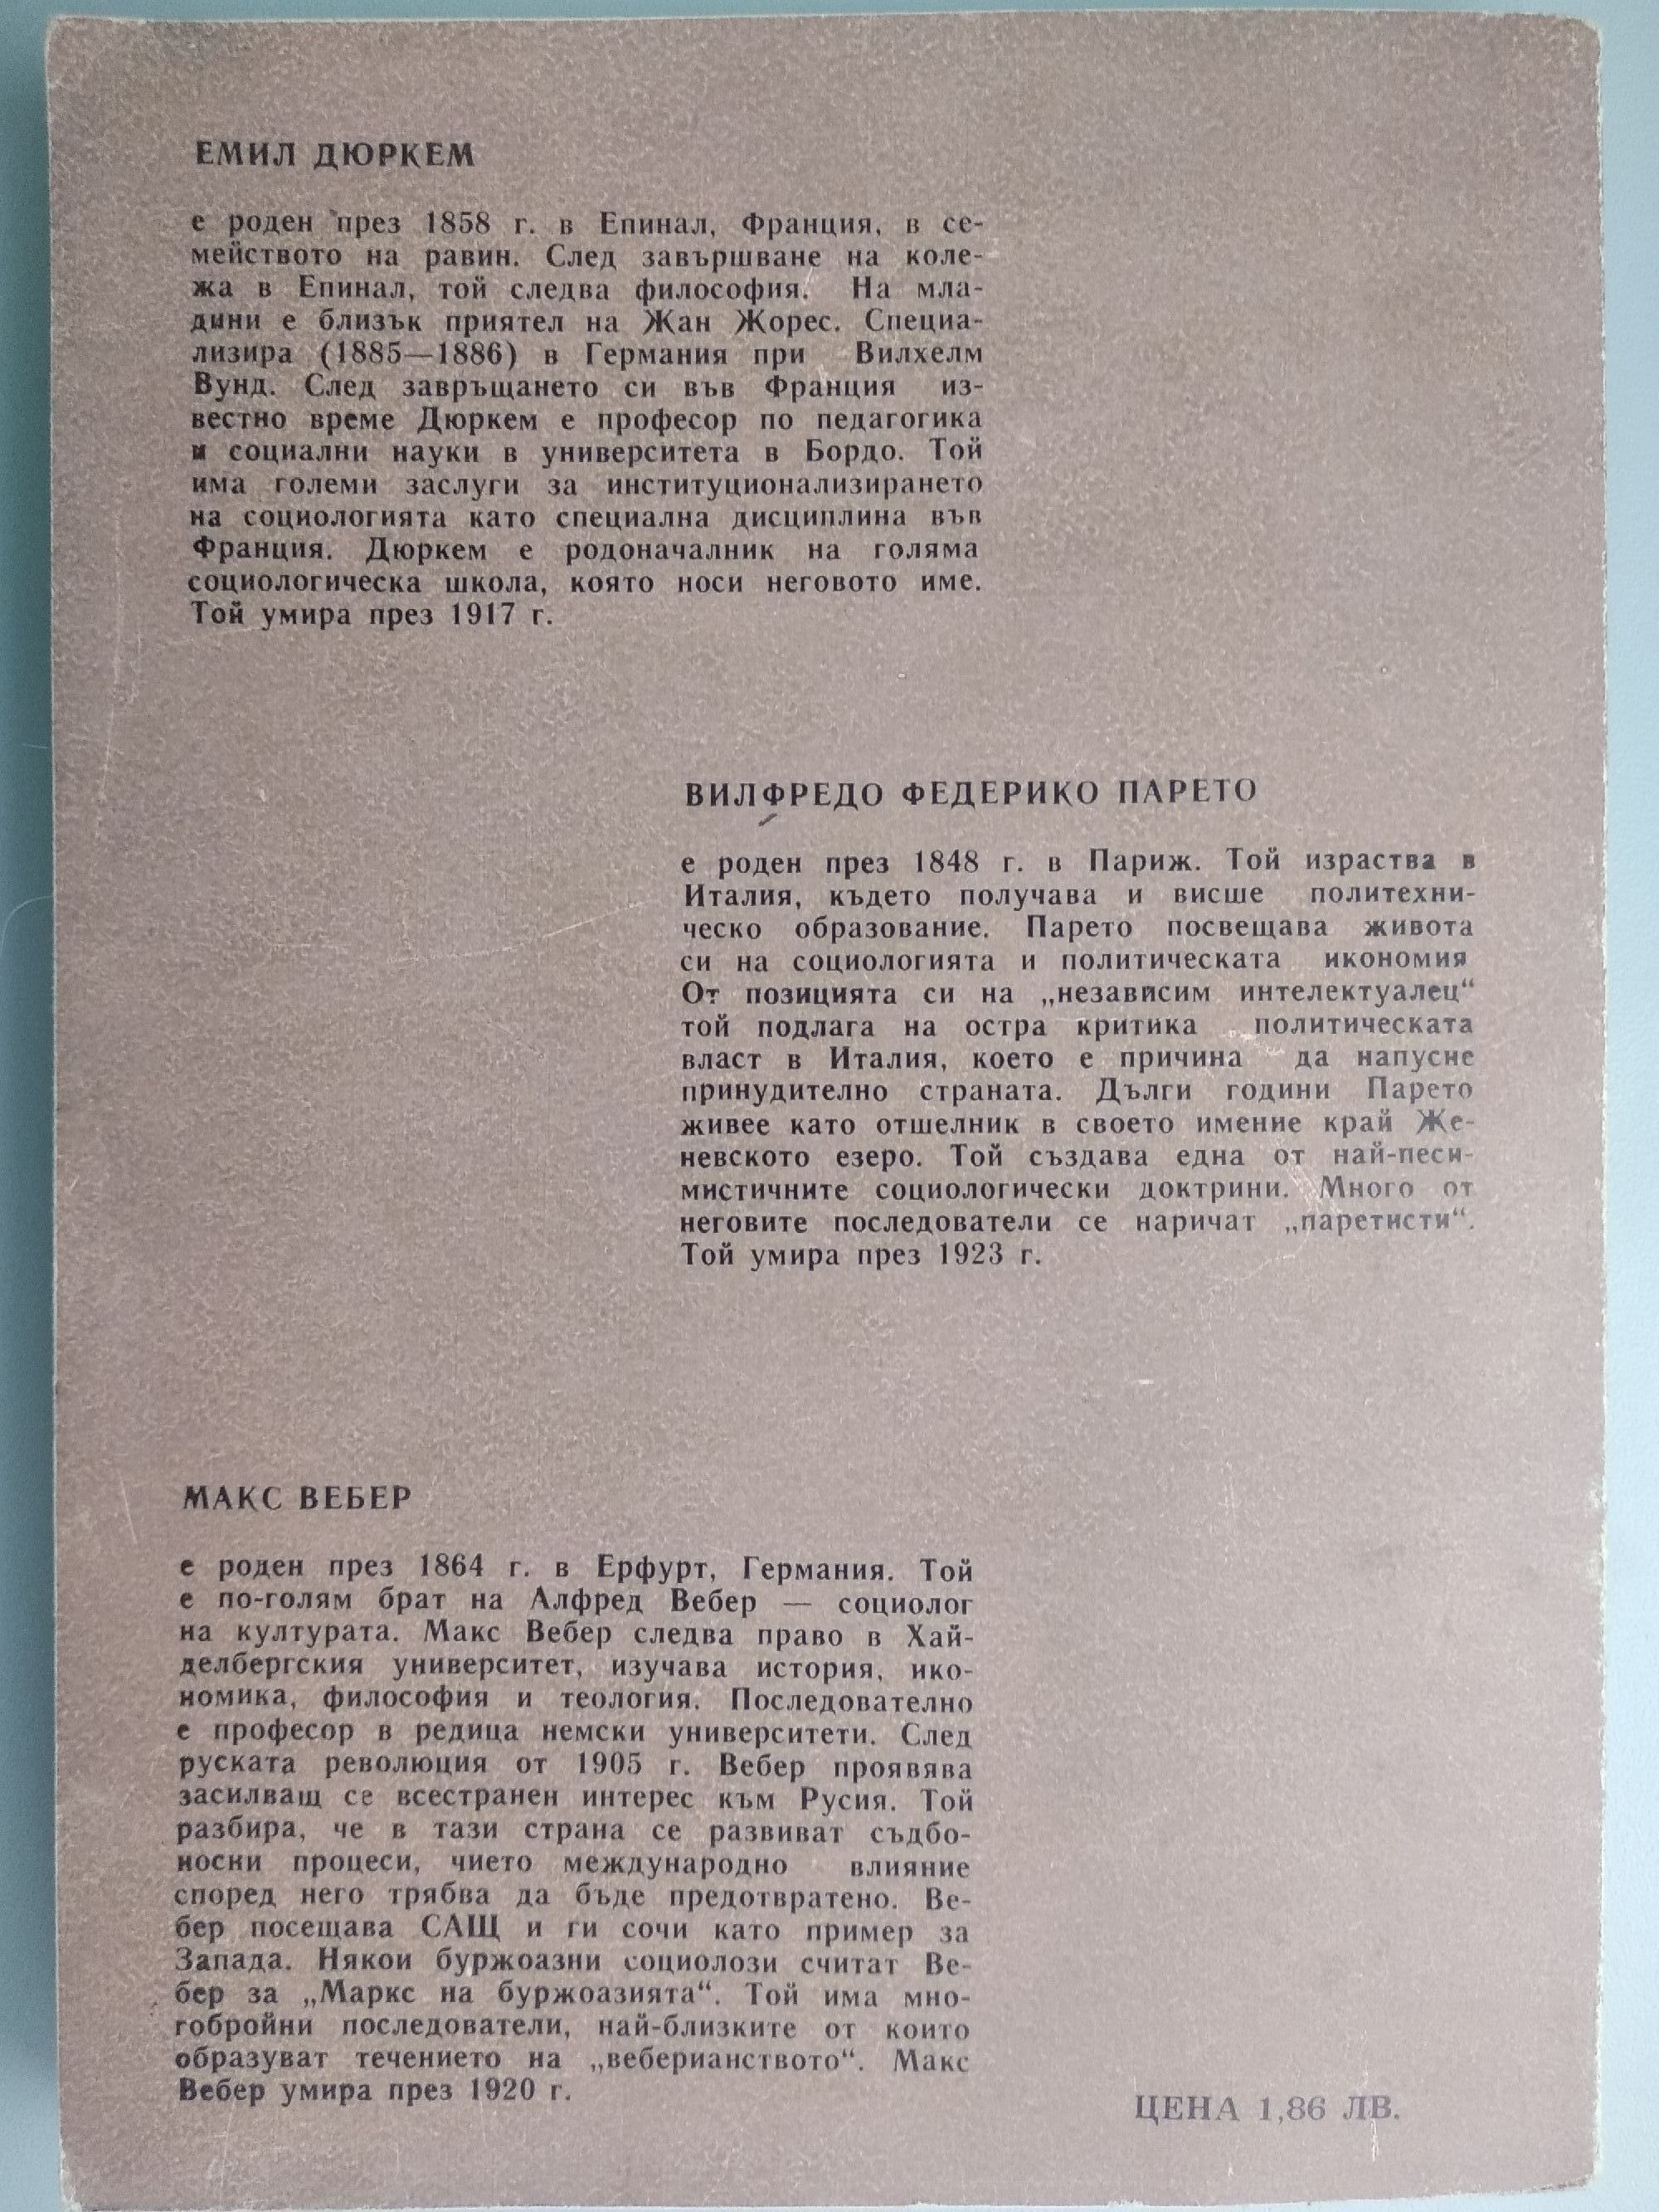 ЕМИЛ ДЮРКЕМ
е роден през 1858 г. в Епинал, Франция, в се-
мейството на равин. След завършване на коле-
жа в Епинал, той следва философия. На мла-
дини е близък приятел на Жан Жорес. Специа-
лизира (1885—1886) в Германия при Вилхелм
Вунд. След завръщането си във Франция из-
вестно време Дюркем е професор по педагогика
и социални науки в университета в Бордо. Той
има големи заслуги за институционализирането
на социологията като специална дисциплина във
Франция. Дюркем е родоначалник на голяма
социологическа школа, която носи неговото име.
Той умира през 1917 г.
ВИЛФРЕДО ФЕДЕРИКО ПАРЕТО
е роден през 1848 г. в Париж. Той израства в
Италия, където получава и висше политехни-
ческо образование. Парето посвещава живота
си на социологията и политическата икономия
От позицията си на „независим интелектуалец“
той подлага на остра критика политическата
власт в Италия, което е причина да напусне
принудително страната. Дълги години Парето
живее като отшелник в своето имение край Же-
невското езеро. Той създава една от най-песи-
мистичните социологически доктрини. Много от
неговите последователи се наричат „паретисти“.
Той умира през 1923 г.
МАКС ВЕБЕР
е роден през 1864 г. в Ерфурт, Германия. Той
е по-голям брат на Алфред Вебер — социолог
на културата. Макс Вебер следва право в Хай-
делбергския университет, изучава история, ико-
номика, философия и теология. Последователно
е професор в редица немски университети. След
руската революция от 1905 г. Вебер проявява
засилващ се всестранен интерес към Русия. Той
разбира, че в тази страна се развиват съдбо-
носни процеси, чието международно влияние
според него трябва да бъде предотвратено. Ве-
бер посещава САЩ и ги сочи като пример за
Запада. Някои буржоазни социолози считат Ве-
бер за „Маркс на буржоазията“. Той има мно-
гобройни последователи, най-близките от които
образуват течението на „веберианството“. Макс
Вебер умира през 1920 г.
ЦЕНА 1,86 ЛВ.